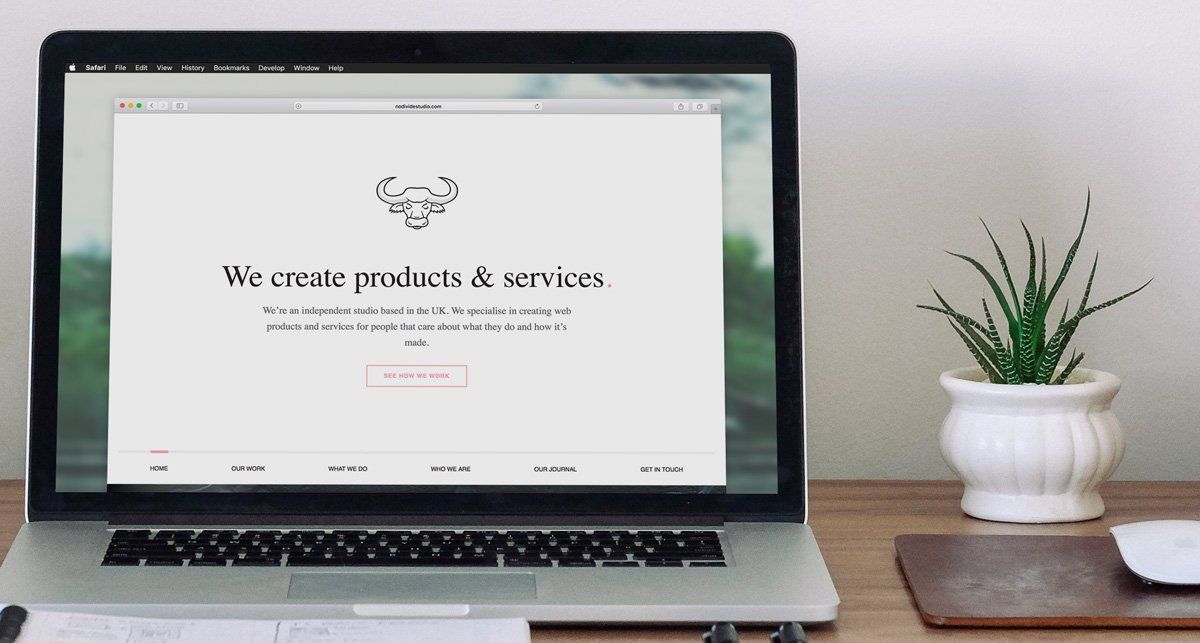 Safari File Edit View History Bookmarks Develop Window Help
nodividestudio.com
We create products & services.
We’re an independent studio based in the UK. We specialise in creating web
products and services for people that care about what they do and how it’s
made.
SEE HOW WE WORK
HOME OUR WORK WHAT WE DO WHO WE ARE OUR JOURNAL GET IN TOUCH